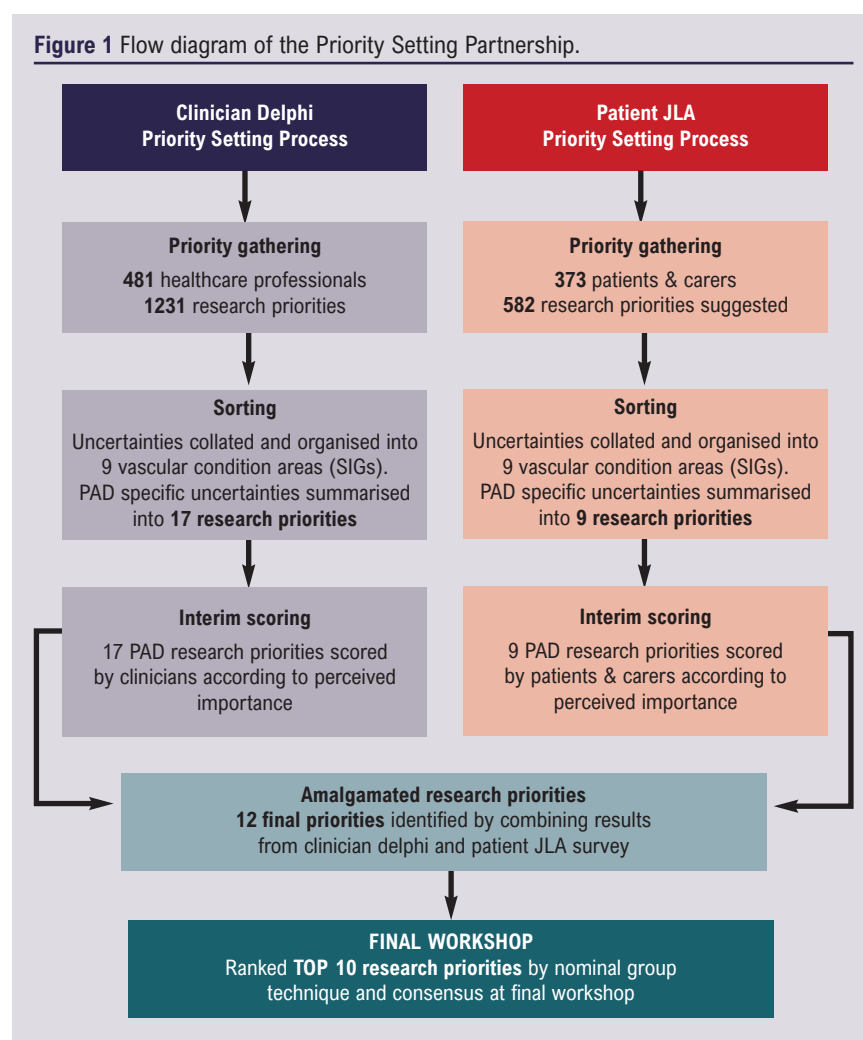 Figure 1 Flow diagram of the Priority Setting Partnership.
Clinician Delphi
Priority Setting Process
Priority gathering
481 healthcare professionals
1231 research priorities
Sorting
Uncertainties collated and organised into
9 vascular condition areas (SIGs).
PAD specific uncertainties summarised
into 17 research priorities
Interim scoring
17 PAD research priorities scored
by clinicians according to perceived
importance
Patient JLA
Priority Setting Process
Priority gathering
373 patients & carers
582 research priorities suggested
Sorting
Uncertainties collated and organised into
9 vascular condition areas (SIGs).
PAD specific uncertainties summarised
into 9 research priorities
Interim scoring
9 PAD research priorities scored
by patients & carers according to
perceived importance
Amalgamated research priorities
12 final priorities identified by combining results
from clinician delphi and patient JLA survey
FINAL WORKSHOP
Ranked TOP 10 research priorities by nominal group
technique and consensus at final workshop